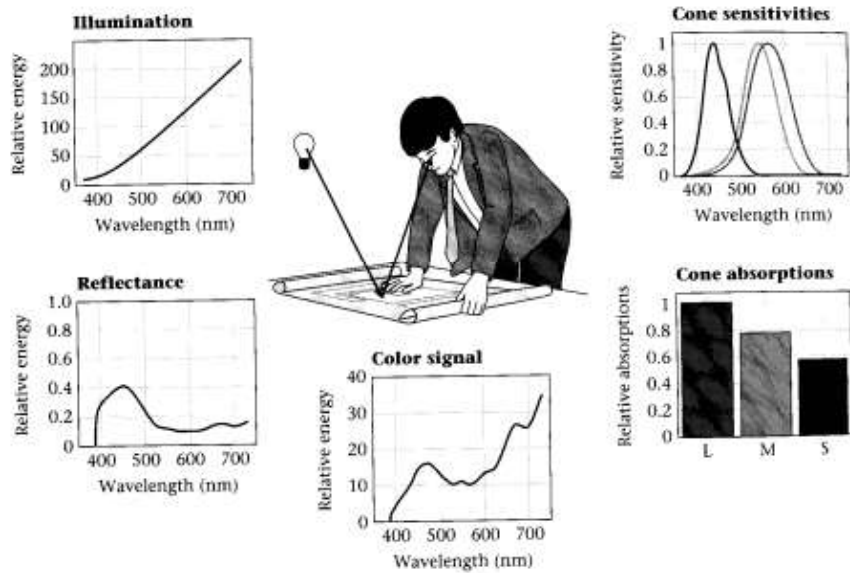 Illumination
Relative energy
200
150
100
50
0
400 500 600 700
Wavelength (nm)
Reflectance
Relative energy
1.0
0.8
0.6
0.4
0.2
0
400 500 600 700
Wavelength (nm)
Color signal
Relative energy
40
30
20
10
0
400 500 600 700
Wavelength (nm)
Cone sensitivities
Relative sensitivity
1
0.8
0.6
0.4
0.2
0
400 500 600 700
Wavelength (nm)
Cone absorptions
Relative absorptions
1
0.8
0.6
0.4
0.2
0
L M S